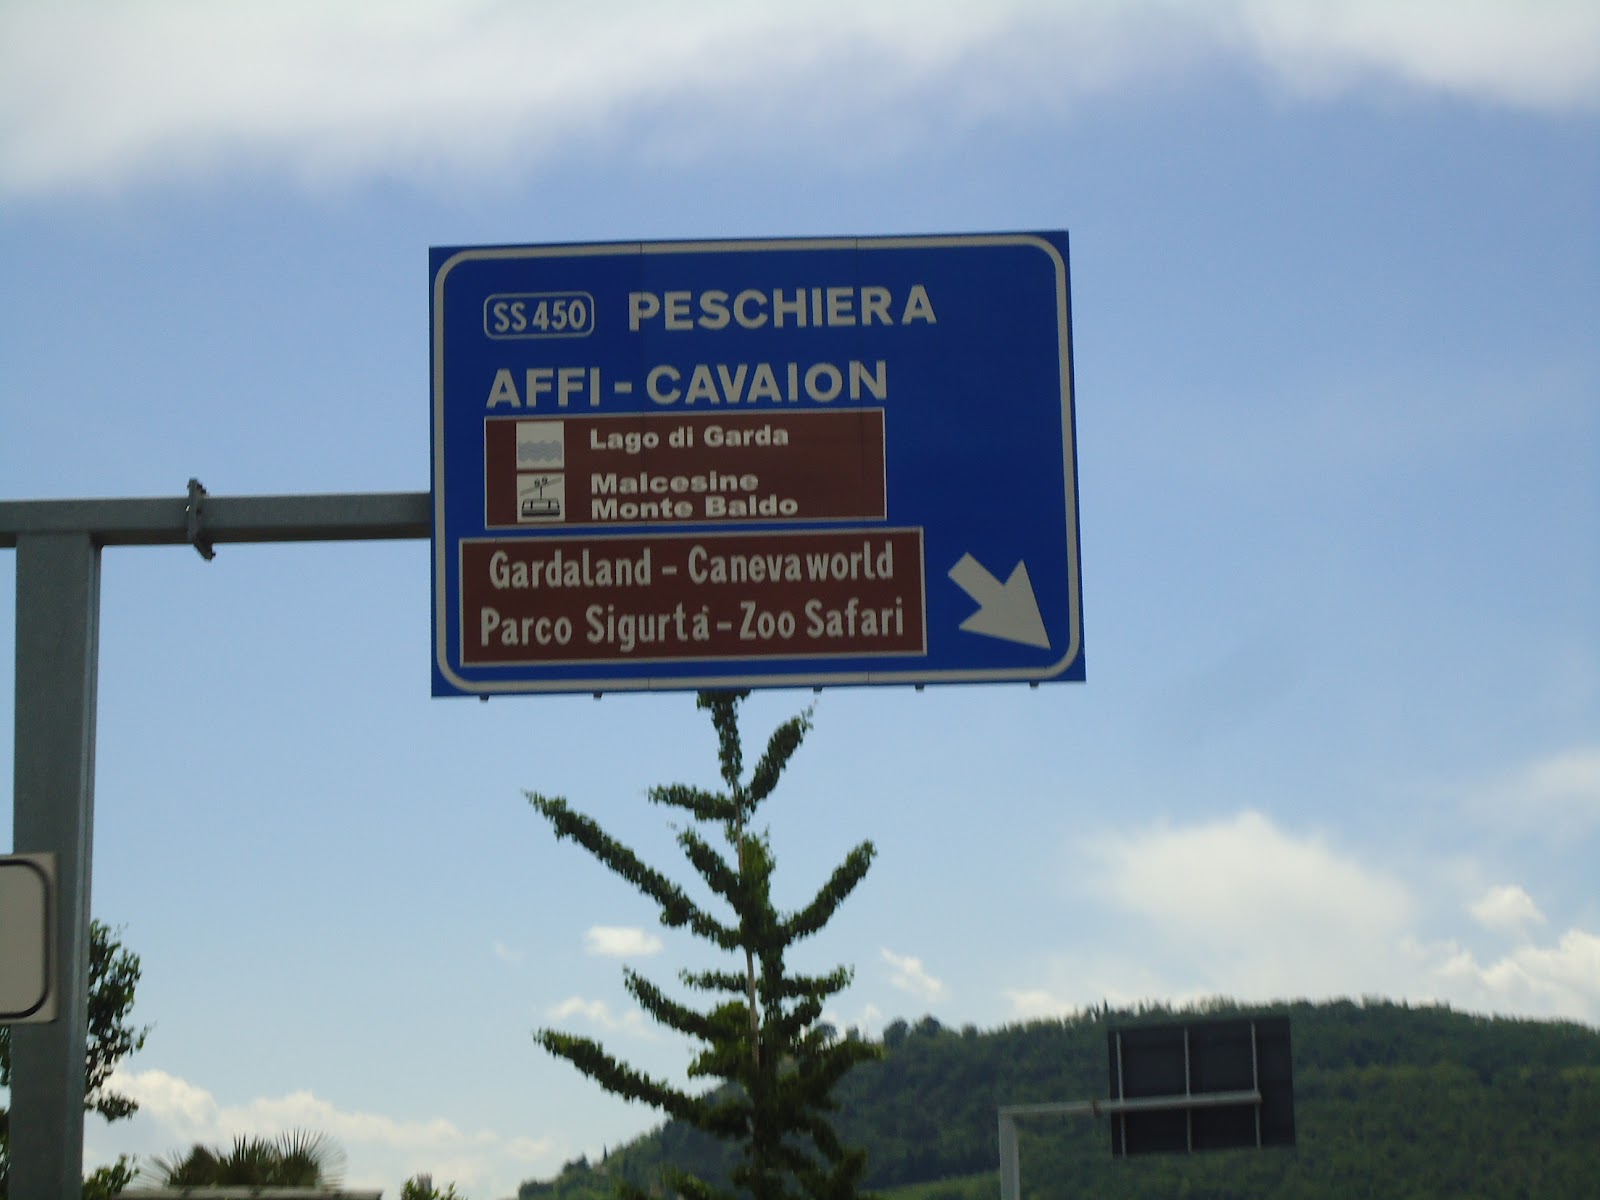 SS 450 PESCHIERA
AFFI - CAVAION
Lago di Garda
Malcesine
Monte Baldo
Gardaland - Canevaworld
Parco Sigurtà - Zoo Safari